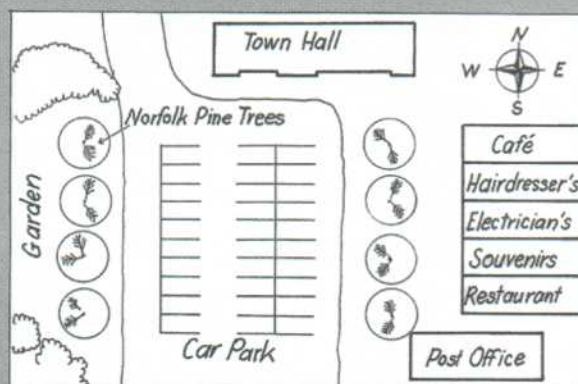 Town Hall
N
W E
S
Norfolk Pine Trees
Café
Hairdresser's
Electrician's
Souvenirs
Restaurant
Garden
Car Park
Post Office